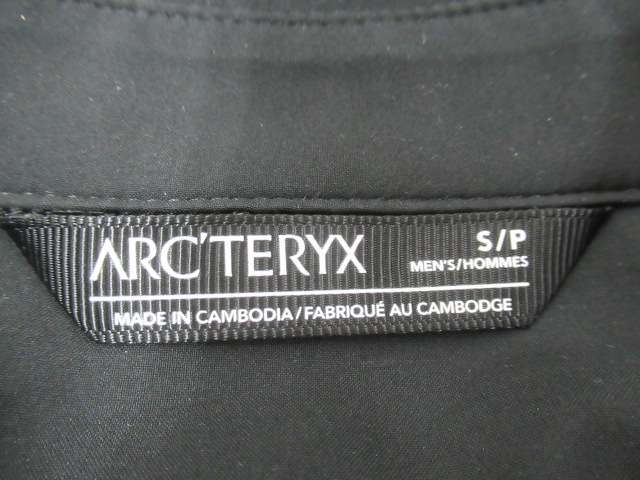 ARC'TERYX
S/P
MEN'S/HOMMES
MADE IN CAMBODIA/FABRIQUÉ AU CAMBODGE